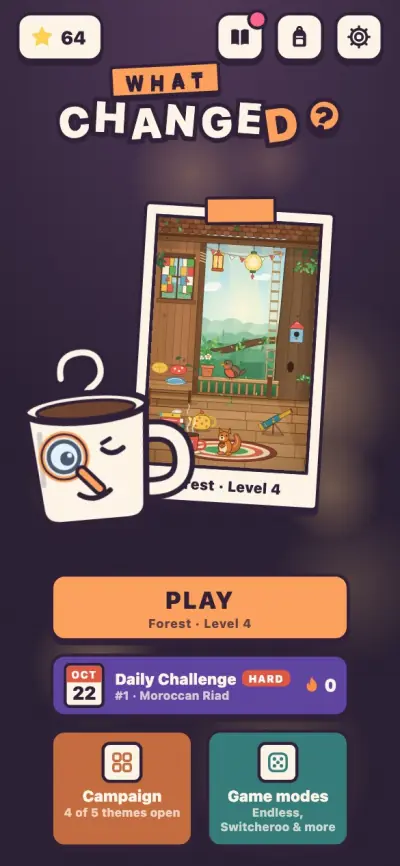 64
WHAT
CHANGED?
rest · Level 4
PLAY
Forest · Level 4
OCT
22
Daily Challenge HARD
#1 · Moroccan Riad
0
Campaign
4 of 5 themes open
Game modes
Endless,
Switcheroo & more